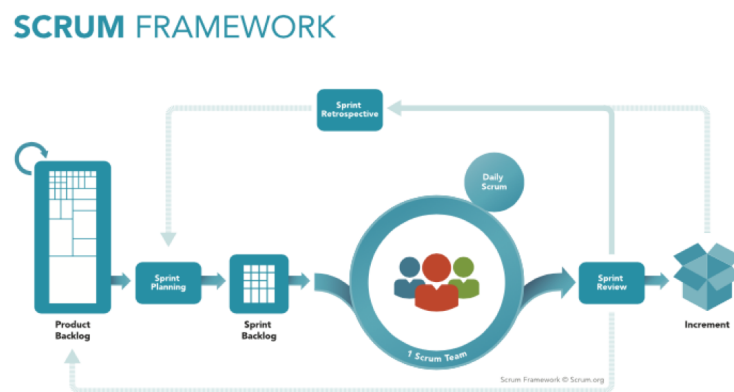 SCRUM FRAMEWORK
Sprint
Retrospective
Daily
Scrum
Sprint
Planning
Sprint
Review
Product
Backlog
Sprint
Backlog
1 Scrum Team
Increment
Scrum Framework © Scrum.org